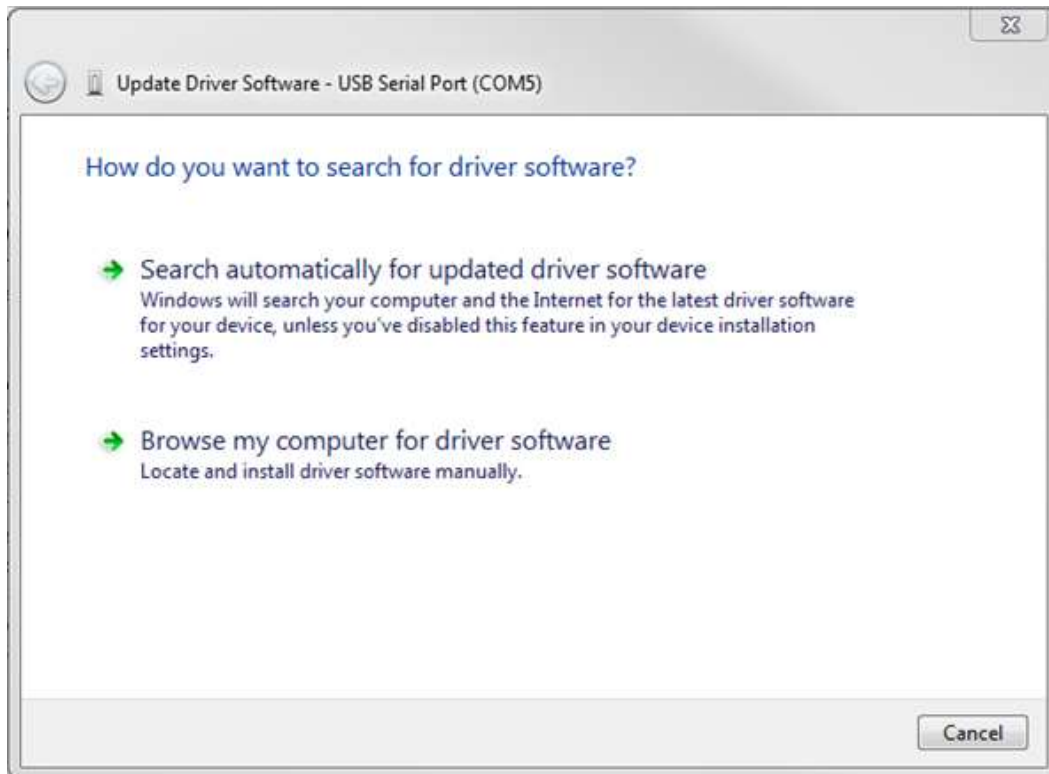 Update Driver Software - USB Serial Port (COM5)
How do you want to search for driver software?
Search automatically for updated driver software
Windows will search your computer and the Internet for the latest driver software
for your device, unless you've disabled this feature in your device installation
settings.
Browse my computer for driver software
Locate and install driver software manually.
Cancel